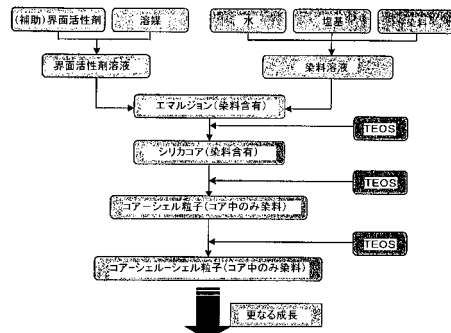 (補助)界面活性剤
溶媒
水
塩基
染料
界面活性剤溶液
染料溶液
エマルジョン(染料含有)
TEOS
シリカコア(染料含有)
TEOS
コアーシェル粒子(コア中のみ染料)
TEOS
コアーシェルーシェル粒子(コア中のみ染料)
更なる成長